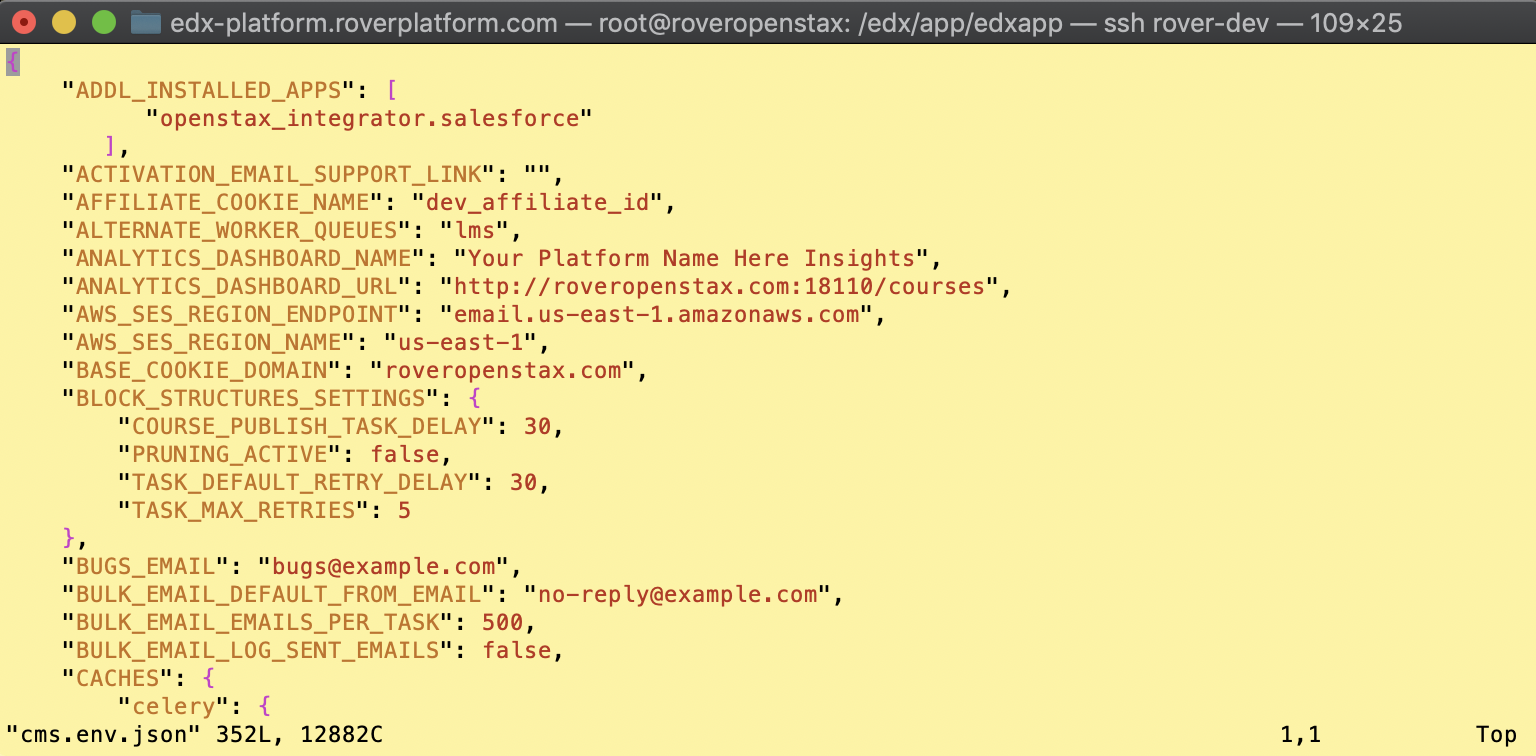 edx-platform.roverplatform.com — root@roveropenstax: /edx/app/edxapp — ssh rover-dev — 109×25
{
    "ADDL_INSTALLED_APPS": [
          "openstax_integrator.salesforce"
       ],
    "ACTIVATION_EMAIL_SUPPORT_LINK": "",
    "AFFILIATE_COOKIE_NAME": "dev_affiliate_id",
    "ALTERNATE_WORKER_QUEUES": "lms",
    "ANALYTICS_DASHBOARD_NAME": "Your Platform Name Here Insights",
    "ANALYTICS_DASHBOARD_URL": "http://roveropenstax.com:18110/courses",
    "AWS_SES_REGION_ENDPOINT": "email.us-east-1.amazonaws.com",
    "AWS_SES_REGION_NAME": "us-east-1",
    "BASE_COOKIE_DOMAIN": "roveropenstax.com",
    "BLOCK_STRUCTURES_SETTINGS": {
        "COURSE_PUBLISH_TASK_DELAY": 30,
        "PRUNING_ACTIVE": false,
        "TASK_DEFAULT_RETRY_DELAY": 30,
        "TASK_MAX_RETRIES": 5
    },
    "BUGS_EMAIL": "bugs@example.com",
    "BULK_EMAIL_DEFAULT_FROM_EMAIL": "no-reply@example.com",
    "BULK_EMAIL_EMAILS_PER_TASK": 500,
    "BULK_EMAIL_LOG_SENT_EMAILS": false,
    "CACHES": {
        "celery": {
"cms.env.json" 352L, 12882C 1,1 Top